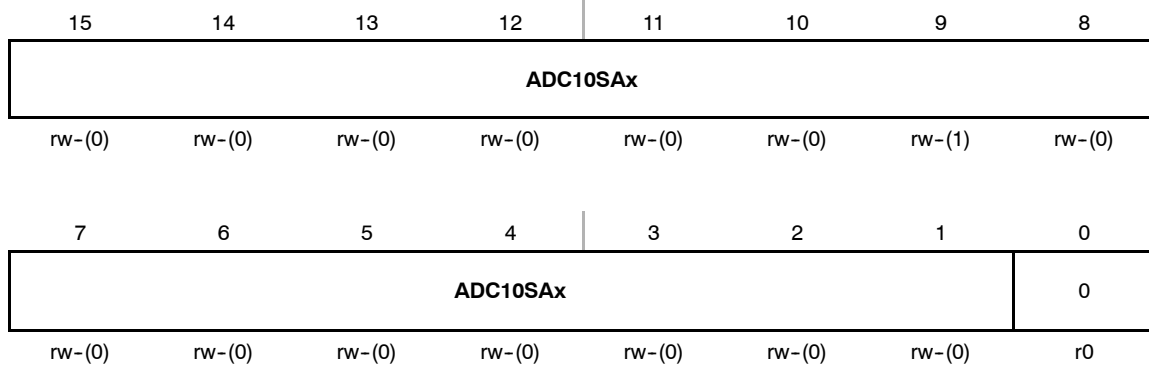 15 14 13 12 11 10 9 8
ADC10SAx
rw-(0) rw-(0) rw-(0) rw-(0) rw-(0) rw-(0) rw-(1) rw-(0)
7 6 5 4 3 2 1 0
ADC10SAx 0
rw-(0) rw-(0) rw-(0) rw-(0) rw-(0) rw-(0) rw-(0) r0